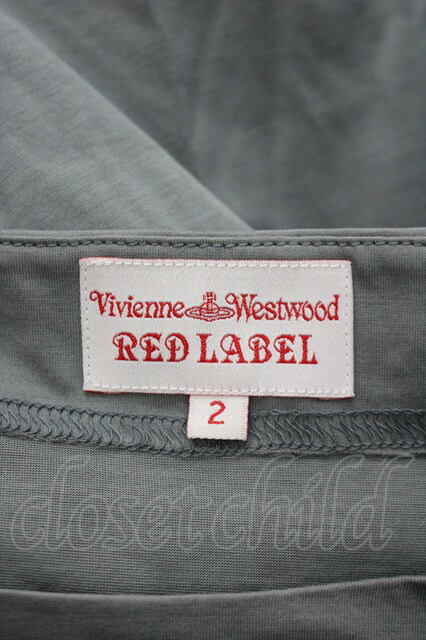 Vivienne Westwood
RED LABEL
2
closetchild